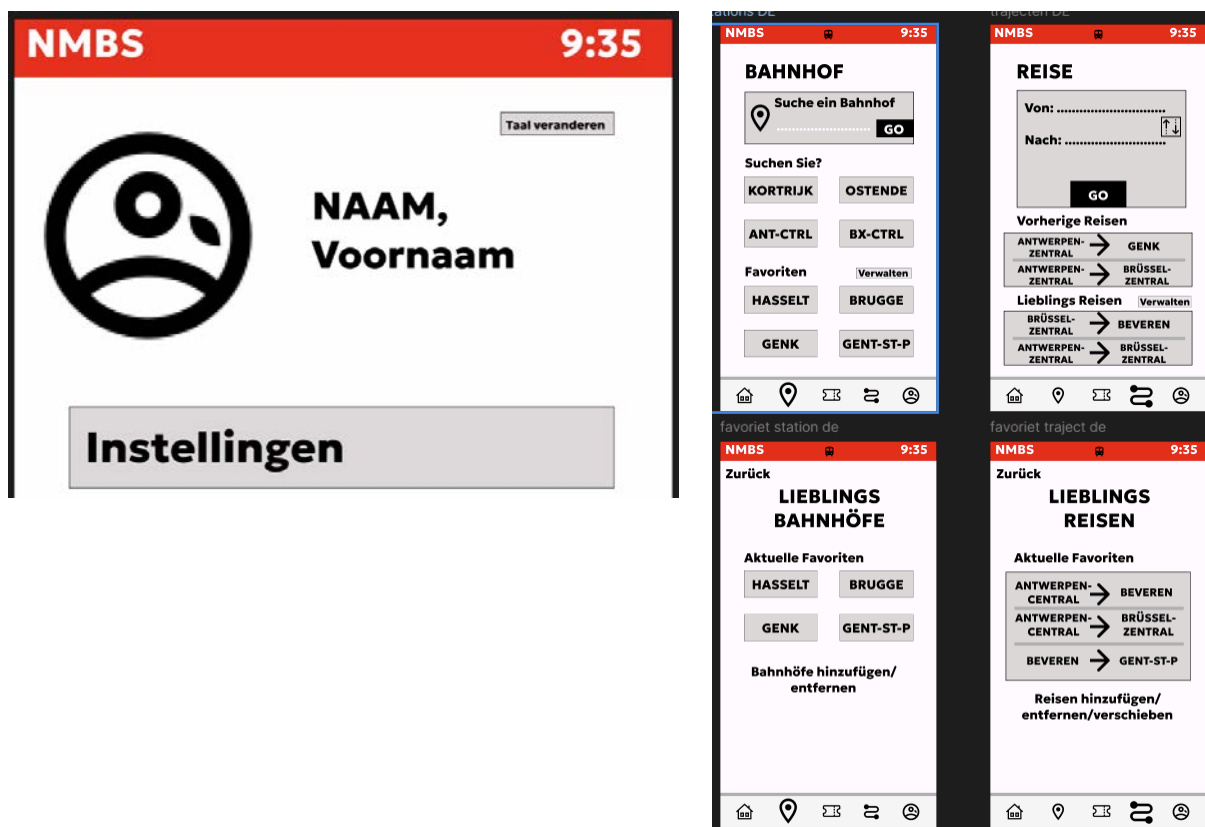 NMBS 9:35
Taal veranderen
NAAM,
Voornaam
Instellingen
ations DE
NMBS 9:35
BAHNHOF
Suche ein Bahnhof
GO
Suchen Sie?
KORTRIJK OSTENDE
ANT-CTRL BX-CTRL
Favoriten Verwalten
HASSELT BRUGGE
GENK GENT-ST-P
trajecten DE
NMBS 9:35
REISE
Von: ...........................
Nach: .........................
GO
Vorherige Reisen
ANTWERPEN-
ZENTRAL
GENK
ANTWERPEN-
ZENTRAL
BRÜSSEL-
ZENTRAL
Lieblings Reisen Verwalten
BRÜSSEL-
ZENTRAL
BEVEREN
ANTWERPEN-
ZENTRAL
BRÜSSEL-
ZENTRAL
favoriet station de
NMBS 9:35
Zurück
LIEBLINGS
BAHNHÖFE
Aktuelle Favoriten
HASSELT BRUGGE
GENK GENT-ST-P
Bahnhöfe hinzufügen/
entfernen
favoriet traject de
NMBS 9:35
Zurück
LIEBLINGS
REISEN
Aktuelle Favoriten
ANTWERPEN-
CENTRAL
BEVEREN
ANTWERPEN-
CENTRAL
BRÜSSEL-
ZENTRAL
BEVEREN GENT-ST-P
Reisen hinzufügen/
entfernen/verschieben